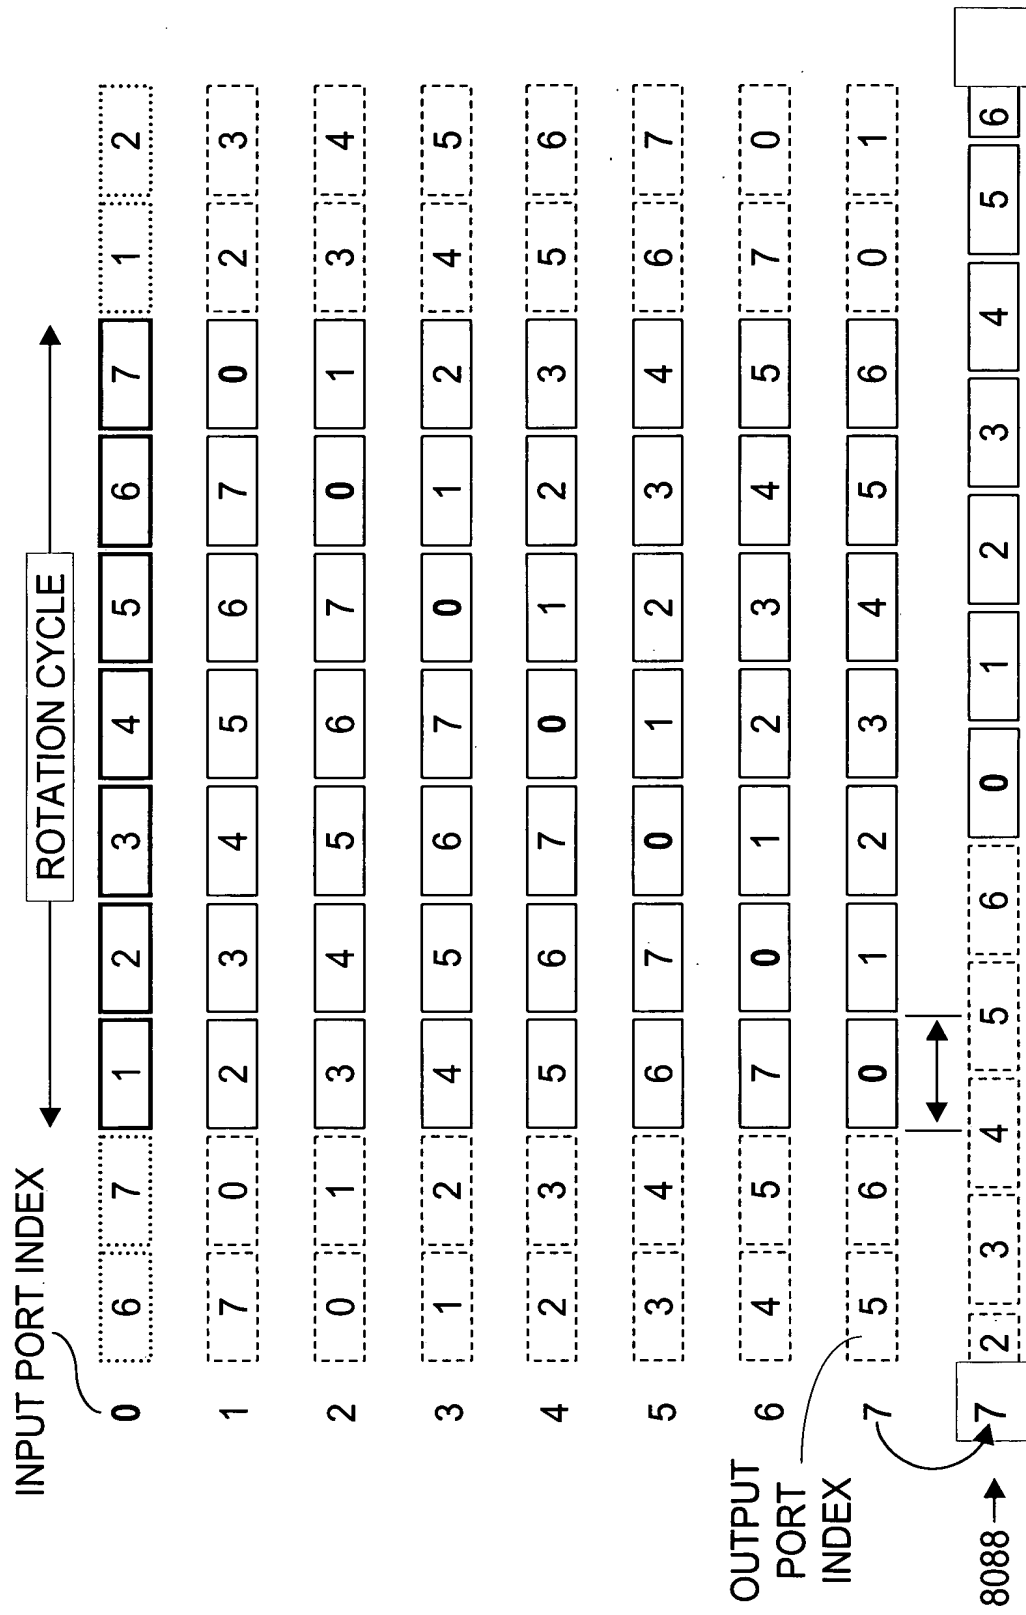 ROTATION CYCLE
INPUT PORT INDEX
0 6 7 1 2 3 4 5 6 7 1 2
1 7 0 2 3 4 5 6 7 0 2 3
2 0 1 3 4 5 6 7 0 1 3 4
3 1 2 4 5 6 7 0 1 2 4 5
4 2 3 5 6 7 0 1 2 3 5 6
5 3 4 6 7 0 1 2 3 4 6 7
6 4 5 7 0 1 2 3 4 5 7 0
7 5 6 0 1 2 3 4 5 6 0 1
OUTPUT
PORT
INDEX
8088 7 2 3 4 5 6 0 1 2 3 4 5 6